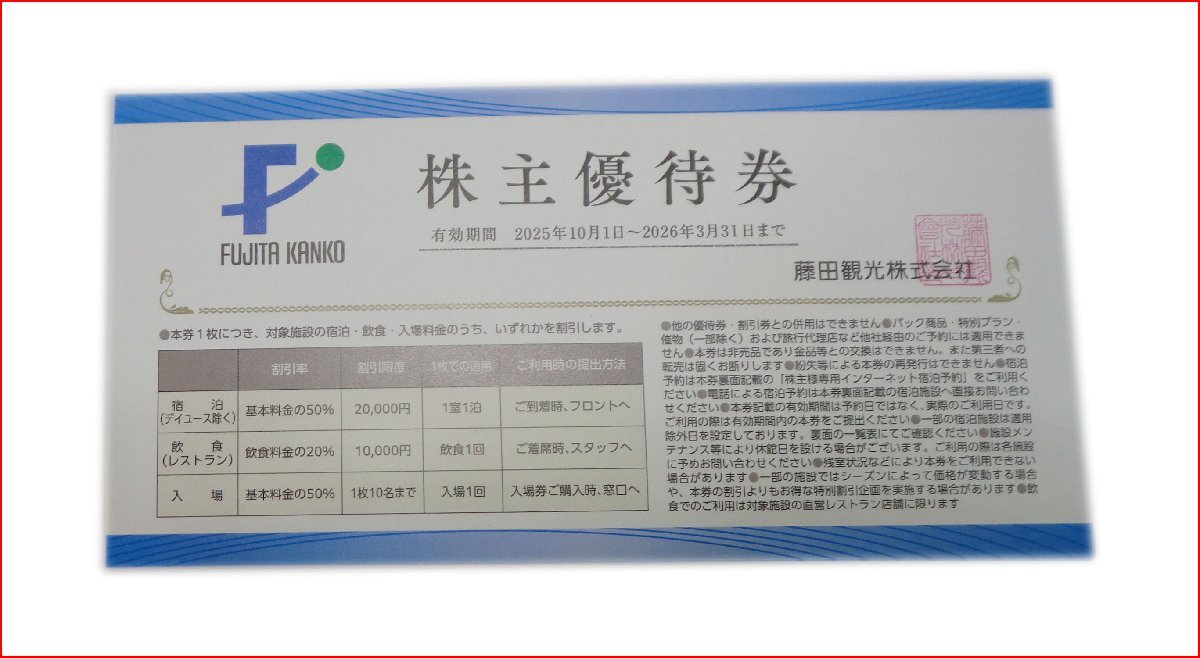 株主優待券
有効期間 2025年10月1日〜2026年3月31日まで
FUJITA KANKO
藤田観光株式会社
●本券1枚につき、対象施設の宿泊・飲食・入場料金のうち、いずれかを割引します。
割引率 割引限度 1枚での適用 ご利用時の提出方法
宿泊(デイユース除く) 基本料金の50% 20,000円 1室1泊 ご到着時、フロントへ
飲食(レストラン) 飲食料金の20% 10,000円 飲食1回 ご着席時、スタッフへ
入場 基本料金の50% 1枚10名まで 入場1回 入場券ご購入時、窓口へ
●他の優待券・割引券との併用はできません●パック商品・特別プラン・
催物(一部除く)および旅行代理店など他社経由のご予約には適用できま
せん●本券は非売品であり金品等との交換はできません。また第三者への
転売は固くお断りします●紛失等による本券の再発行はできません●宿泊
予約は本券裏面記載の「株主様専用インターネット宿泊予約」をご利用く
ださい●電話による宿泊予約は本券裏面記載の宿泊施設へ直接お問い合わ
せください●本券記載の有効期間は予約日ではなく、実際のご利用日です。
ご利用の際は有効期間内の本券をご提出ください●一部の宿泊施設は適用
除外日を設定しております。裏面の一覧表にてご確認ください●施設メン
テナンス等により休館日を設ける場合がございます。ご利用の際は各施設
に予めお問い合わせください●残室状況などにより本券をご利用できない
場合があります●一部の施設ではシーズンによって価格が変動する場合
や、本券の割引よりもお得な特別割引企画を実施する場合があります●飲
食でのご利用は対象施設の直営レストラン店舗に限ります